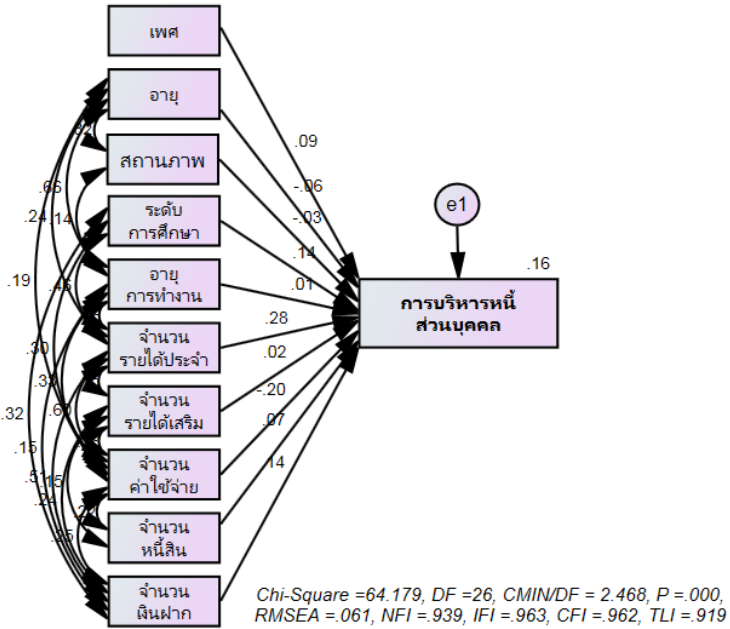 เพศ
อายุ
.32
สถานภาพ
.09
.66
-.06
ระดับ
การศึกษา
e1
.24
.14
-.03
.14
.16
อายุ
การทำงาน
.19
.45
.01
การบริหารหนี้
ส่วนบุคคล
จำนวน
รายได้ประจำ
.28
.30
.02
.33
จำนวน
รายได้เสริม
-.20
.32
.60
.07
.15
จำนวน
ค่าใช้จ่าย
.14
.51
.15
.24
จำนวน
หนี้สิน
.25
จำนวน
เงินฝาก
Chi-Square =64.179, DF =26, CMIN/DF = 2.468, P =.000,
RMSEA =.061, NFI =.939, IFI =.963, CFI =.962, TLI =.919